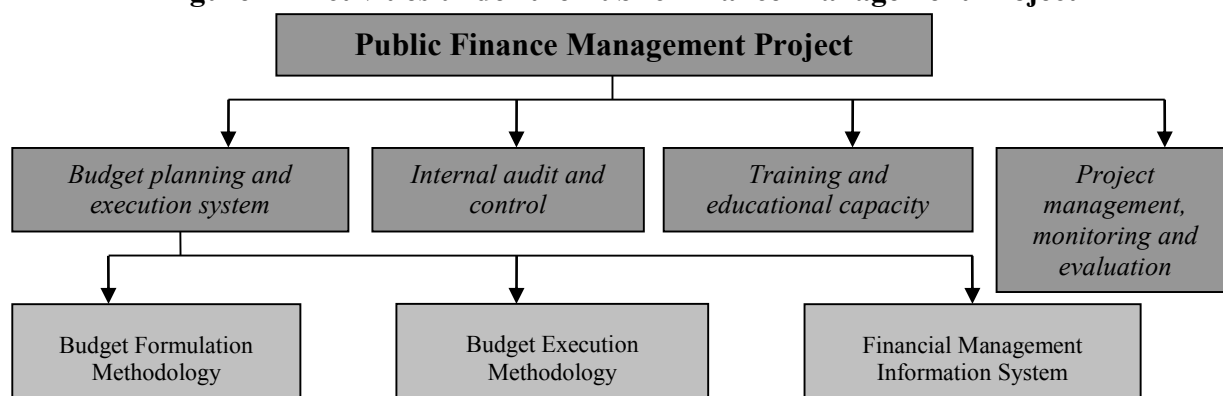 Public Finance Management Project
Budget planning and
execution system
Internal audit and
control
Training and
educational capacity
Project
management,
monitoring and
evaluation
Budget Formulation
Methodology
Budget Execution
Methodology
Financial Management
Information System